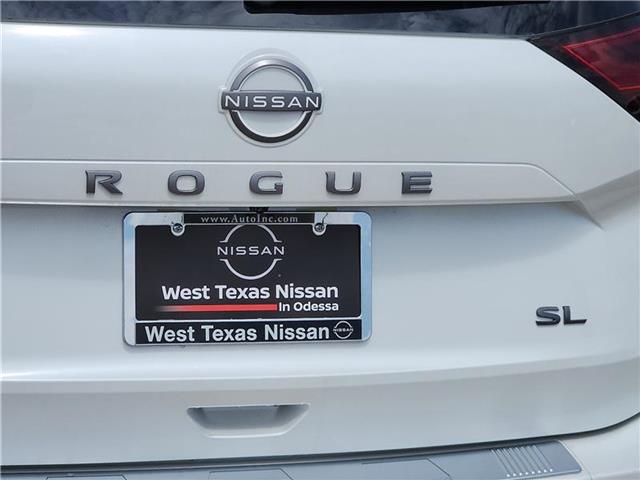 NISSAN
ROGUE
www.AutoInc.com
NISSAN
West Texas Nissan
In Odessa
West Texas Nissan
SL